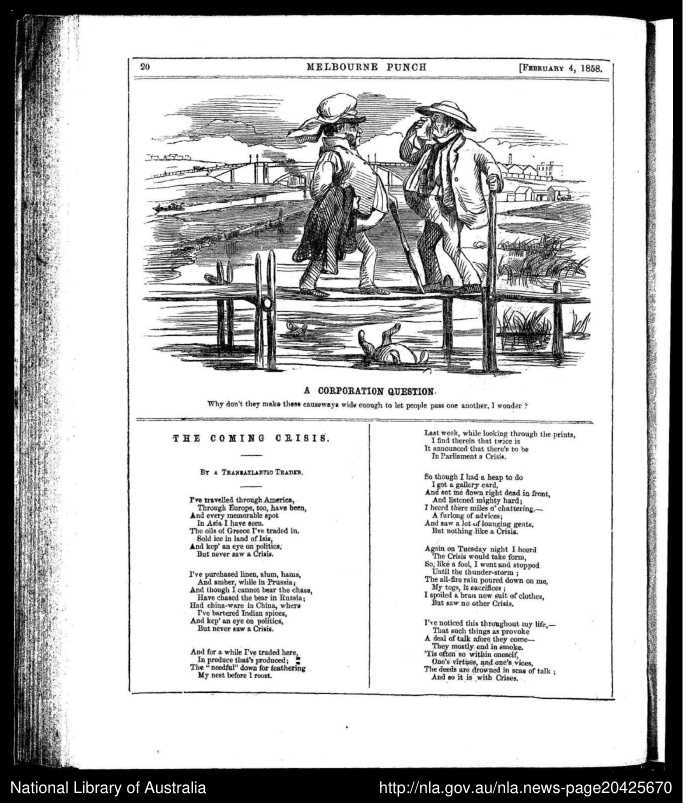 20
MELBOURNE PUNCH
[FEBRUARY 4, 1858.
A CORPORATION QUESTION.
Why don't they make these causeways wide enough to let people pass one another, I wonder ?
THE COMING CRISIS.
BY A TRANSATLANTIC TRADER.
I've travelled through America,
Through Europe, too, have been,
And every memorable spot
In Asia I have seen.
The oils of Greece I've traded in.
Sold ice in land of Isis,
And kep' an eye on politics,
But never saw a Crisis.
I've purchased linen, alum, hams,
And amber, while in Prussia;
And though I cannot bear the chase,
Have chased the bear in Russia;
Had china-ware in China, where
I've bartered Indian spices,
And kep' an eye on politics,
But never saw a Crisis.
And for a while I've traded here,
In produce that's produced;
The "needful" down for feathering
My nest before I roost.
Last week, while looking through the prints,
I find therein that twice is
It announced that there's to be
In Parliament a Crisis.
So though I had a heap to do
I got a gallery card,
And sot me down right dead in front,
And listened mighty hard;
I heerd there miles o' chattering,—
A furlong of advices;
And saw a lot of lounging gents,
But nothing like a Crisis.
Again on Tuesday night I heerd
The Crisis would take form,
So, like a fool, I went and stopped
Until the thunder-storm ;
The all-fire rain poured down on me,
My togs, it sacrifices ;
I spoiled a bran new suit of clothes,
But saw no other Crisis.
I've noticed this throughout my life,—
That such things as provoke
A deal of talk afore they come—
They mostly end in smoke.
'Tis often so within oneself,
One's virtues, and one's vices,
The deeds are drowned in seas of talk ;
And so it is with Crises.
National Library of Australia
http://nla.gov.au/nla.news-page20425670